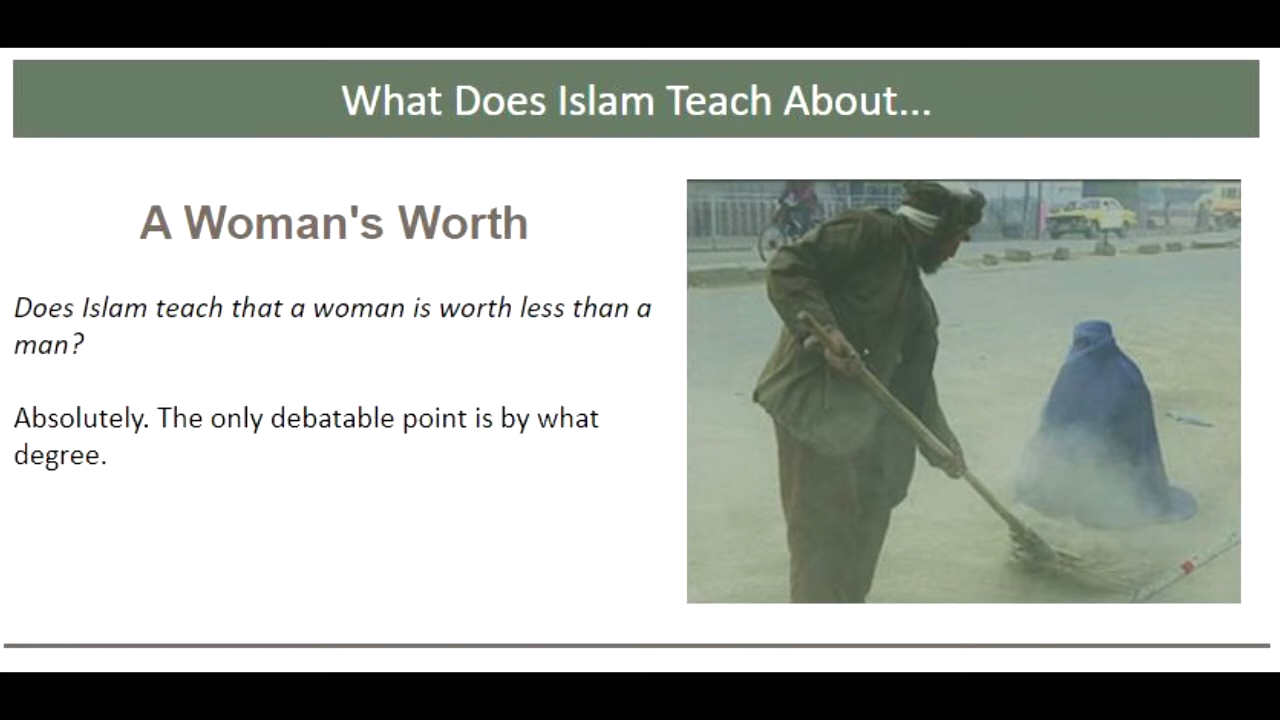 What Does Islam Teach About...
A Woman's Worth
Does Islam teach that a woman is worth less than a
man?
Absolutely. The only debatable point is by what
degree.